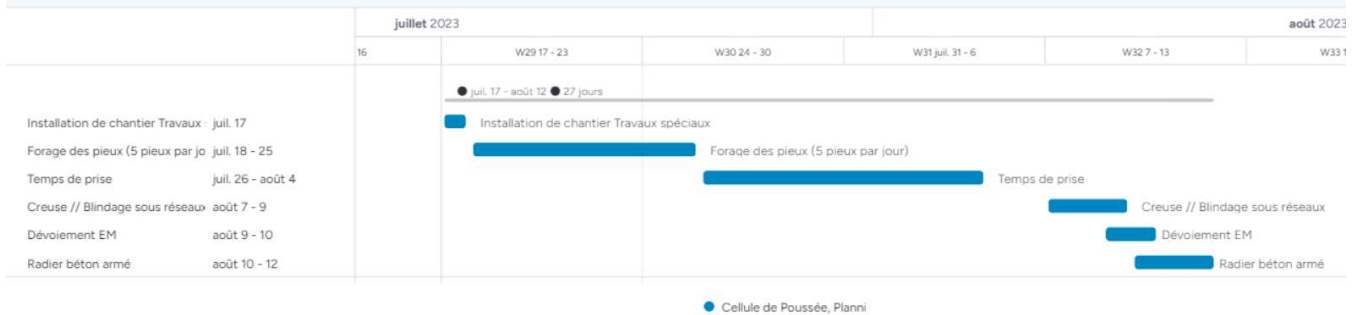 juillet 2023
août 2023
16
W29 17 - 23
W30 24 - 30
W31 juil. 31 - 6
W32 7 - 13
W33 1
juil. 17 - août 12 27 jours
Installation de chantier Travaux juil. 17 Installation de chantier Travaux spéciaux
Forage des pieux (5 pieux par jo juil. 18 - 25 Forage des pieux (5 pieux par jour)
Temps de prise juil. 26 - août 4 Temps de prise
Creuse // Blindage sous réseaux août 7 - 9 Creuse // Blindage sous réseaux
Dévoiement EM août 9 - 10 Dévoiement EM
Radier béton armé août 10 - 12 Radier béton armé
Cellule de Poussée, Planni